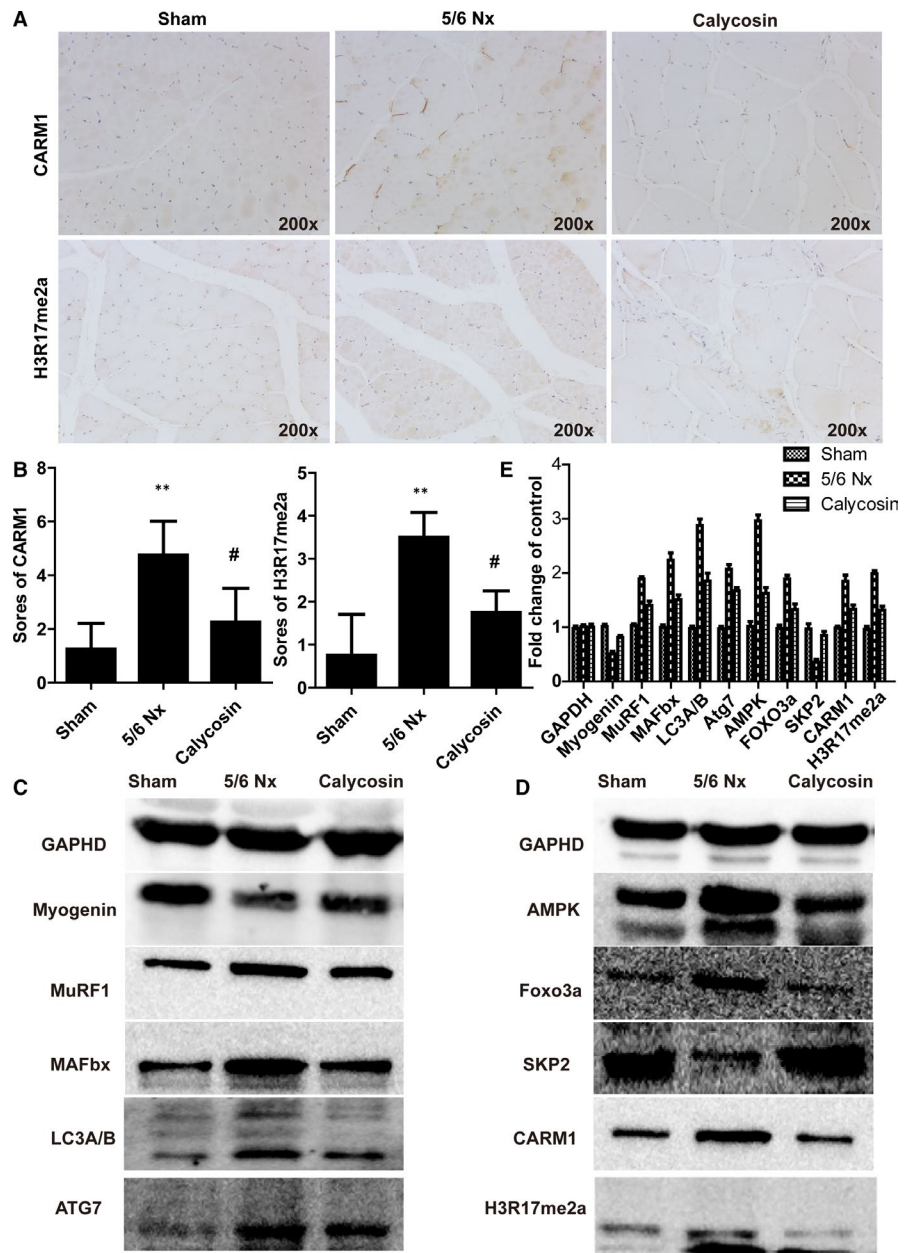 A
Sham
5/6 Nx
Calycosin
CARM1
200x
200x
200x
H3R17me2a
200x
200x
200x
B
Sores of CARM1
8
6
4
2
0
**
#
Sham
5/6 Nx
Calycosin
Sores of H3R17me2a
5
4
3
2
1
0
**
#
Sham
5/6 Nx
Calycosin
E
Sham
5/6 Nx
Calycosin
Fold change of control
4
3
2
1
0
GAPDH
Myogenin
MuRF1
MAFbx
LC3A/B
Atg7
AMPK
FOXO3a
SKP2
CARM1
H3R17me2a
C
Sham
5/6 Nx
Calycosin
GAPHD
Myogenin
MuRF1
MAFbx
LC3A/B
ATG7
D
Sham
5/6 Nx
Calycosin
GAPHD
AMPK
Foxo3a
SKP2
CARM1
H3R17me2a